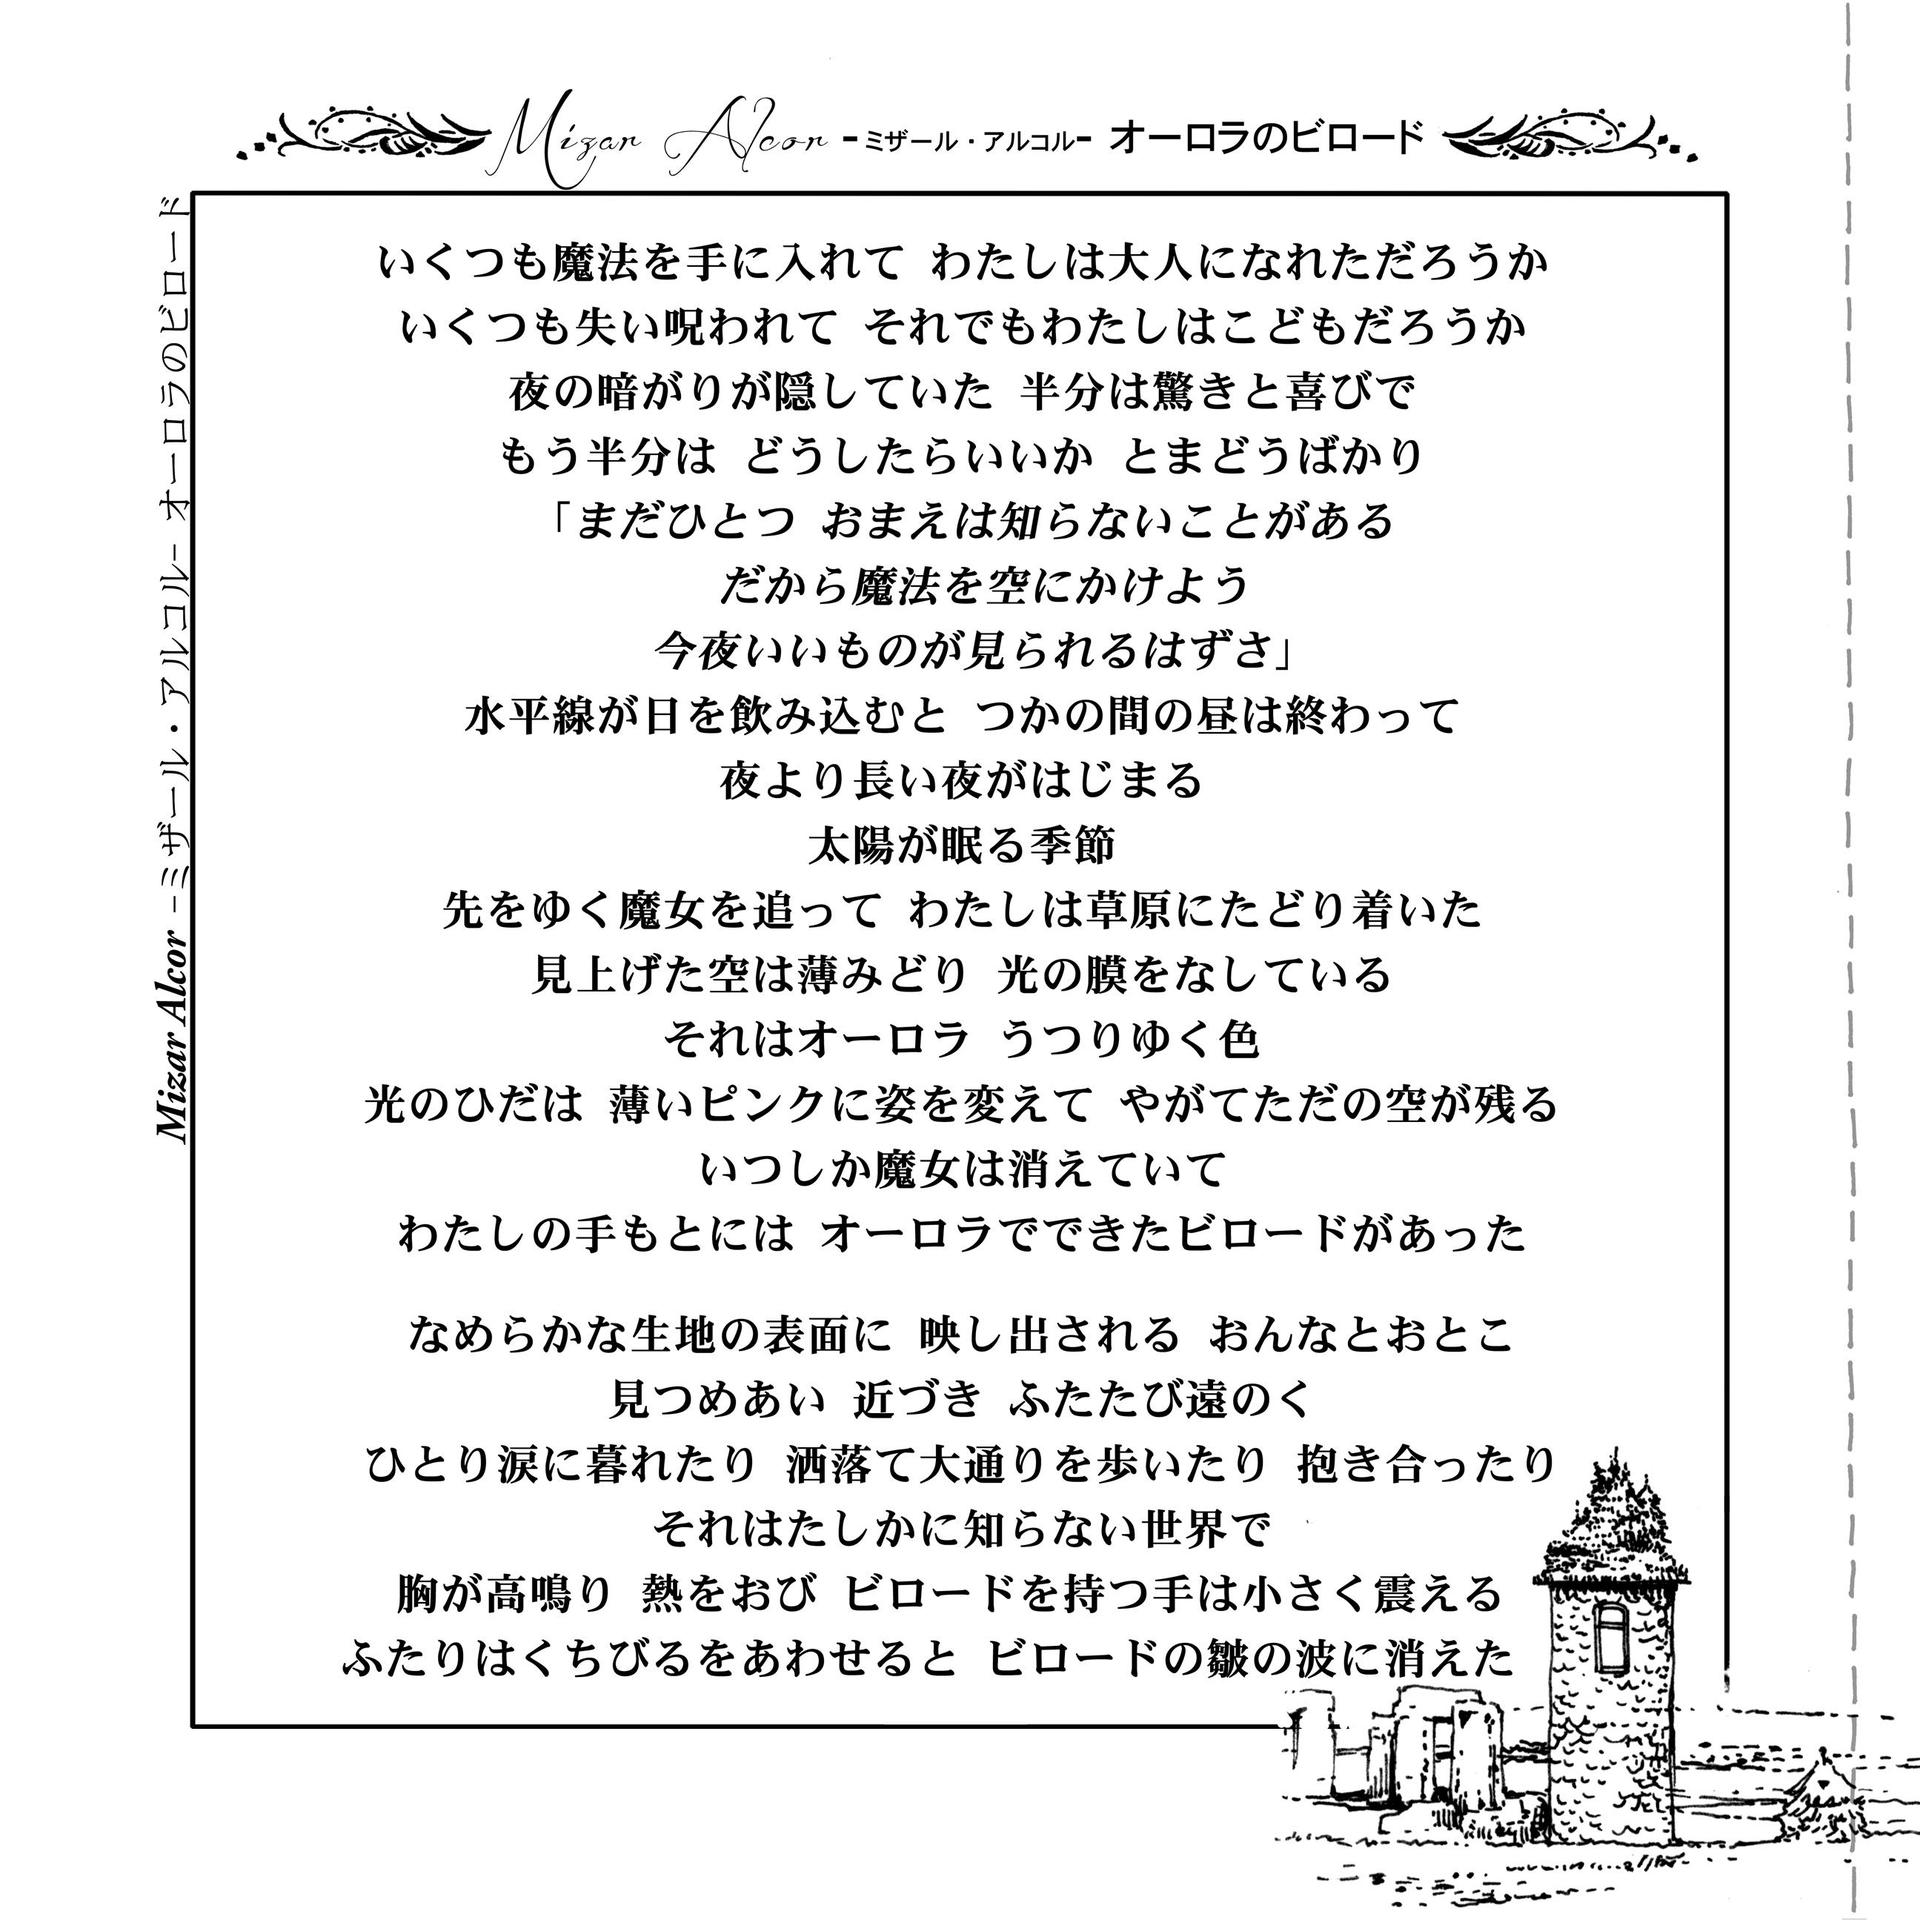 Mizar Alcor -ミザール・アルコル- オーロラのビロード
Mizar Alcor -ミザール・アルコル- オーロラのビロード
いくつも魔法を手に入れて わたしは大人になれただろうか
いくつも失い呪われて それでもわたしはこどもだろうか
夜の暗がりが隠していた 半分は驚きと喜びで
もう半分は どうしたらいいか とまどうばかり
「まだひとつ おまえは知らないことがある
だから魔法を空にかけよう
今夜いいものが見られるはずさ」
水平線が日を飲み込むと つかの間の昼は終わって
夜より長い夜がはじまる
太陽が眠る季節
先をゆく魔女を追って わたしは草原にたどり着いた
見上げた空は薄みどり 光の膜をなしている
それはオーロラ うつりゆく色
光のひだは 薄いピンクに姿を変えて やがてただの空が残る
いつしか魔女は消えていて
わたしの手もとには オーロラでできたビロードがあった
なめらかな生地の表面に 映し出される おんなとおとこ
見つめあい 近づき ふたたび遠のく
ひとり涙に暮れたり 洒落て大通りを歩いたり 抱き合ったり
それはたしかに知らない世界で
胸が高鳴り 熱をおび ビロードを持つ手は小さく震える
ふたりはくちびるをあわせると ビロードの皺の波に消えた